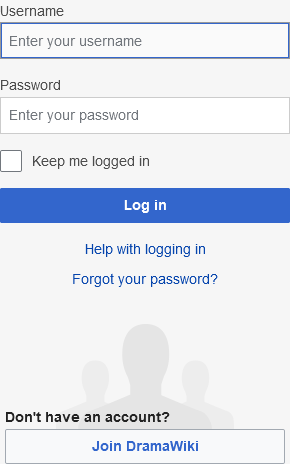 Username
Enter your username
Password
Enter your password
Keep me logged in
Log in
Help with logging in
Forgot your password?
Don't have an account?
Join DramaWiki